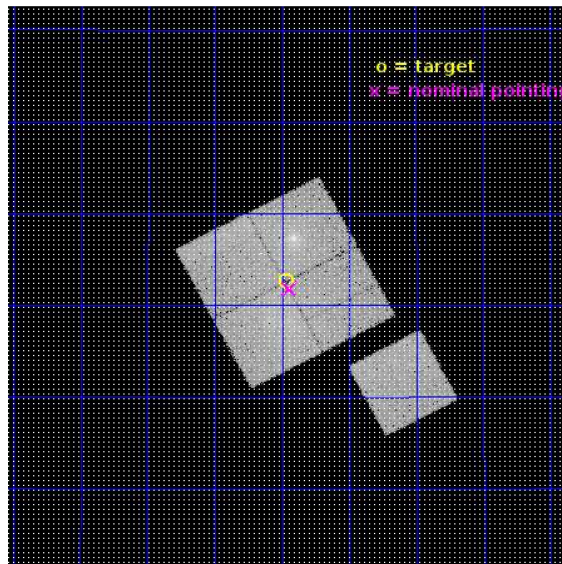 o = target
x = nominal pointing